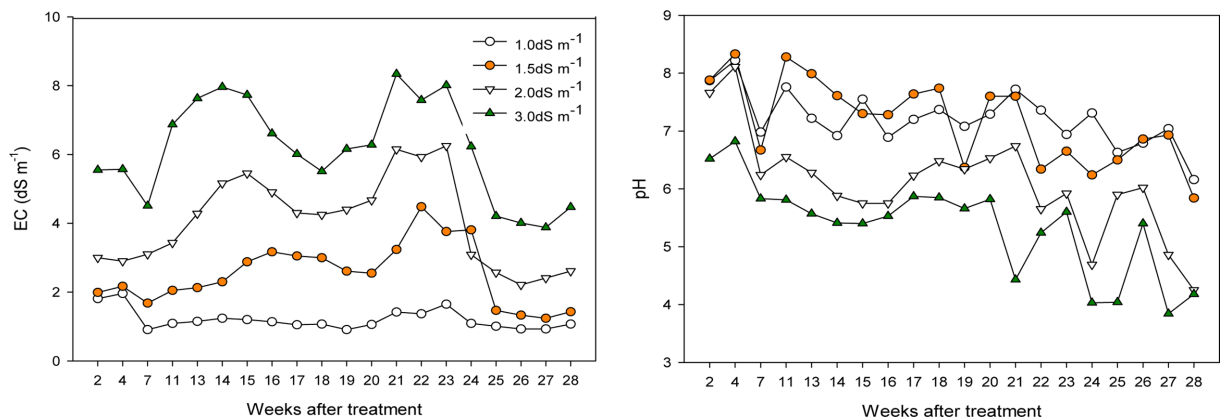 10
8
6
4
2
0
EC (dS m-1)
1.0dS m-1
1.5dS m-1
2.0dS m-1
3.0dS m-1
2 4 7 11 13 14 15 16 17 18 19 20 21 22 23 24 25 26 27 28
Weeks after treatment
9
8
7
6
5
4
3
pH
2 4 7 11 13 14 15 16 17 18 19 20 21 22 23 24 25 26 27 28
Weeks after treatment